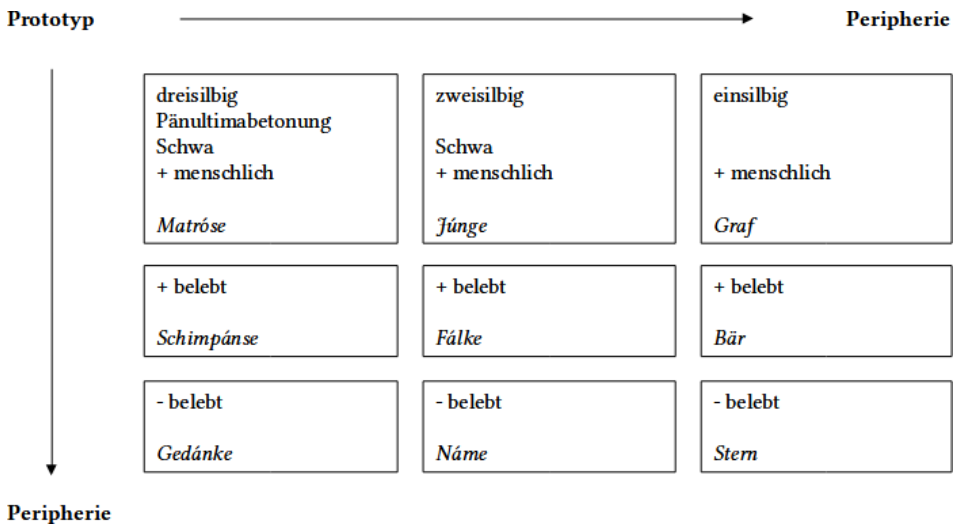 Prototyp
Peripherie
dreisilbig
Pänultimabetonung
Schwa
+ menschlich
Matróse
zweisilbig
Schwa
+ menschlich
Júnge
einsilbig
+ menschlich
Graf
+ belebt
Schimpánse
+ belebt
Fálke
+ belebt
Bär
- belebt
Gedánke
- belebt
Náme
- belebt
Stern
Peripherie